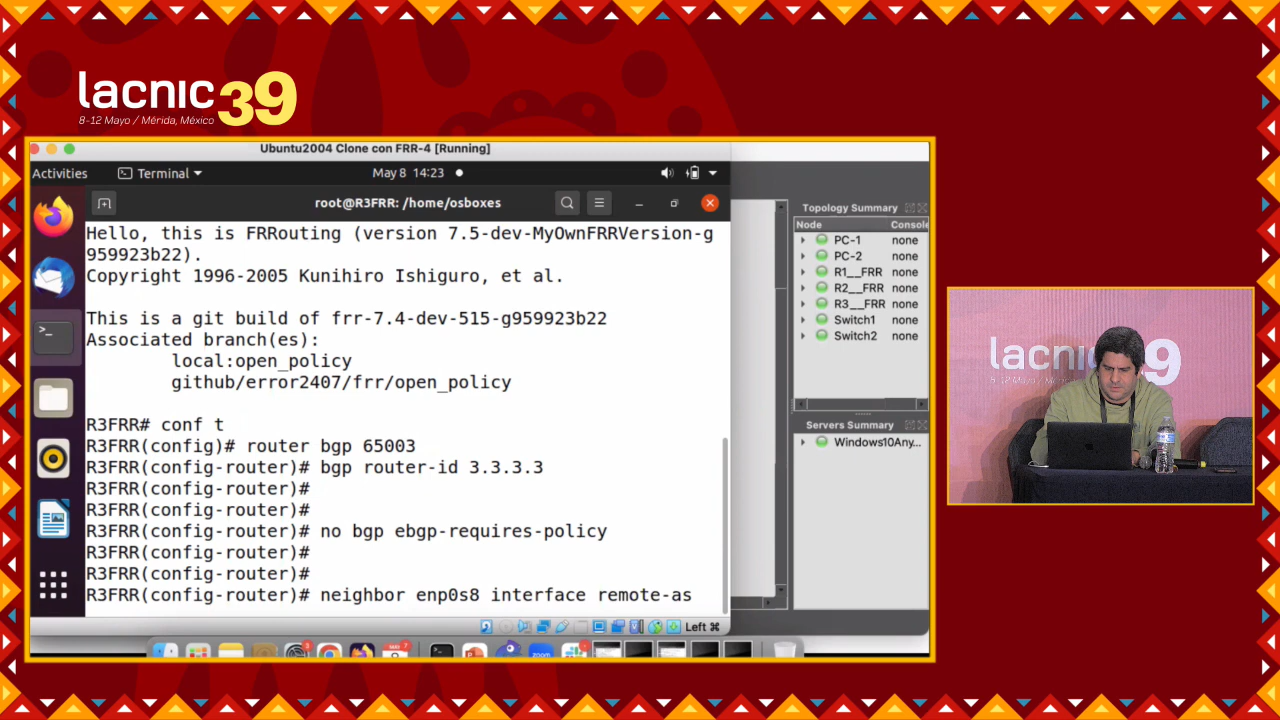 lacnic 39
8-12 Mayo / Mérida, México
Ubuntu2004 Clone con FRR-4 [Running]
Activities
Terminal
May 8 14:23
root@R3FRR: /home/osboxes
Hello, this is FRRouting (version 7.5-dev-MyOwnFRRVersion-g
959923b22).
Copyright 1996-2005 Kunihiro Ishiguro, et al.
This is a git build of frr-7.4-dev-515-g959923b22
Associated branch(es):
local:open_policy
github/error2407/frr/open_policy
R3FRR# conf t
R3FRR(config)# router bgp 65003
R3FRR(config-router)# bgp router-id 3.3.3.3
R3FRR(config-router)#
R3FRR(config-router)#
R3FRR(config-router)# no bgp ebgp-requires-policy
R3FRR(config-router)#
R3FRR(config-router)#
R3FRR(config-router)# neighbor enp0s8 interface remote-as
Left ⌘
zoom
Topology Summary
Node Consol
PC-1 none
PC-2 none
R1__FRR none
R2__FRR none
R3__FRR none
Switch1 none
Switch2 none
Servers Summary
Windows10Any...
lacnic 39